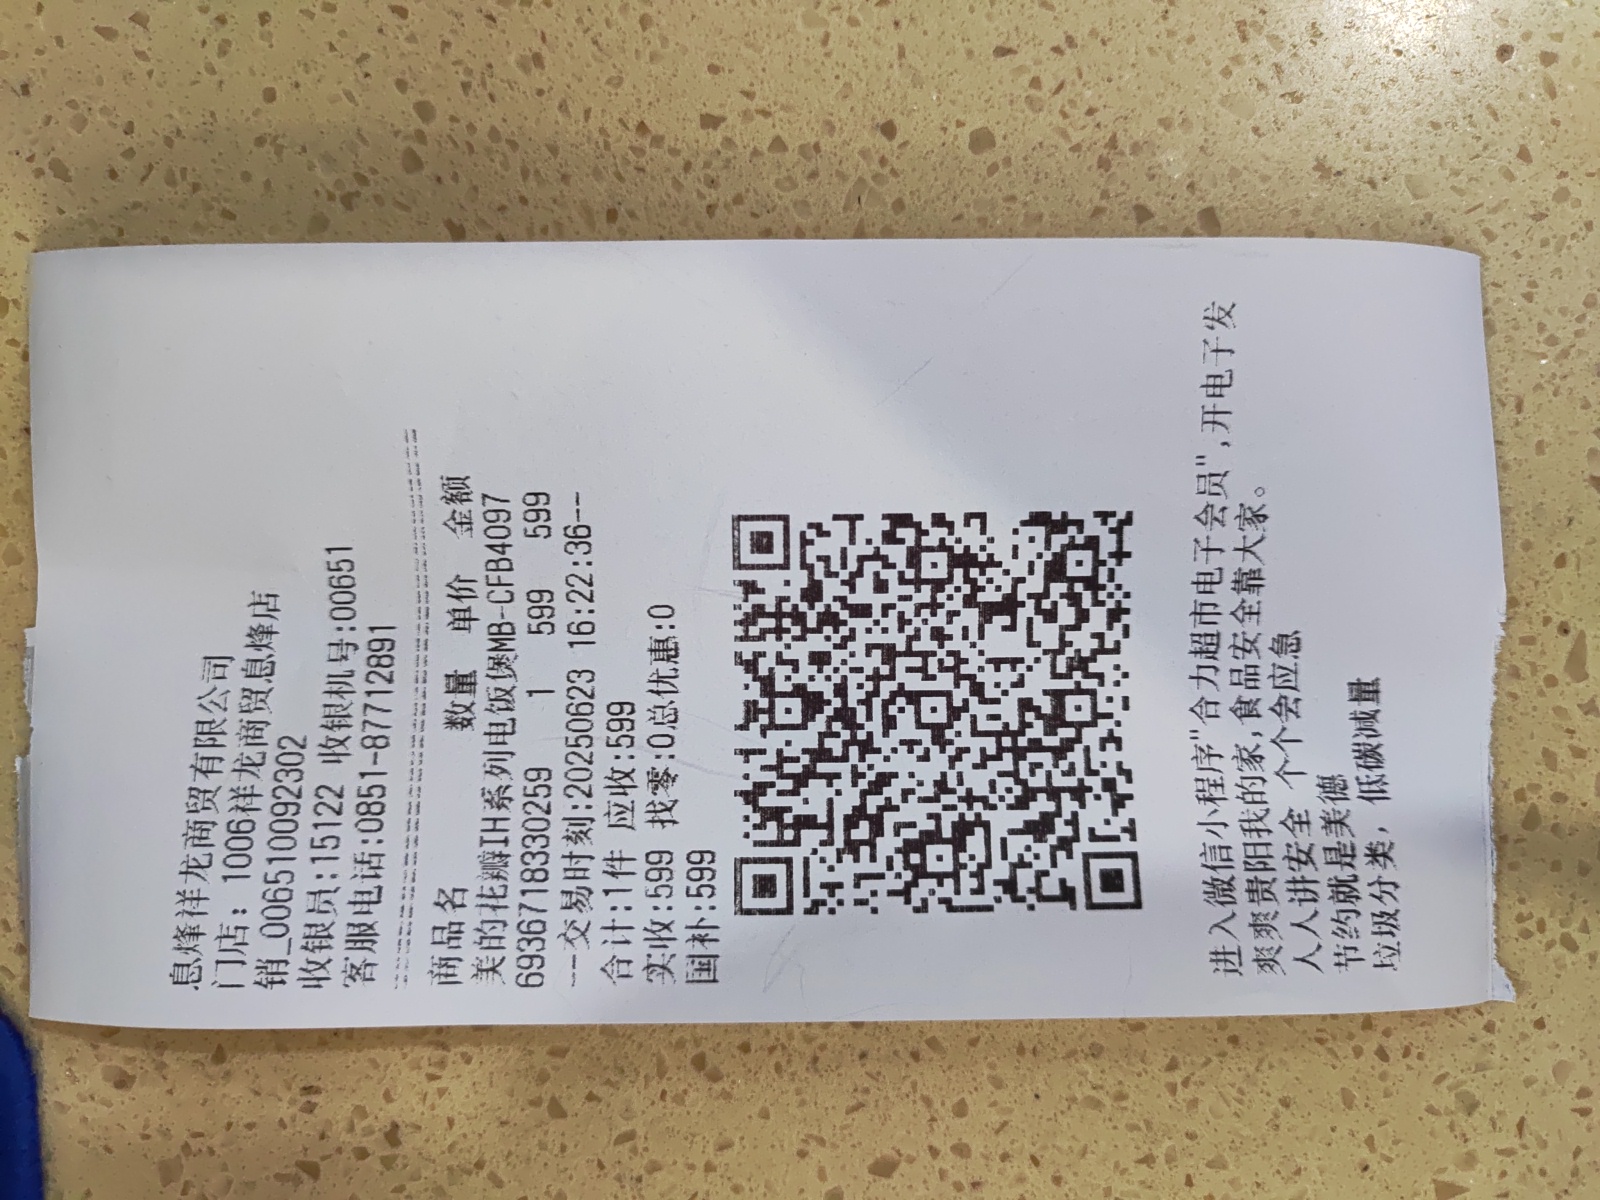 息烽祥龙商贸有限公司
门店: 1006祥龙商贸息烽店
销_00651009​2302
收银员:15122 收银机号:00651
客服电话:0851-87712891
商品名 数量 单价 金额
美的花瓣IH系列电饭煲MB-CFB4097
6936718330259 1 599 599
--交易时刻:20250623 16:22:36--
合计:1件 应收:599
实收:599 找零:0总优惠:0
国补:599
进入微信小程序"合力超市电子会员",开电子发
爽爽贵阳我的家,食品安全靠大家。
人人讲安全 个个会应急
节约就是美德
垃圾分类, 低碳减量